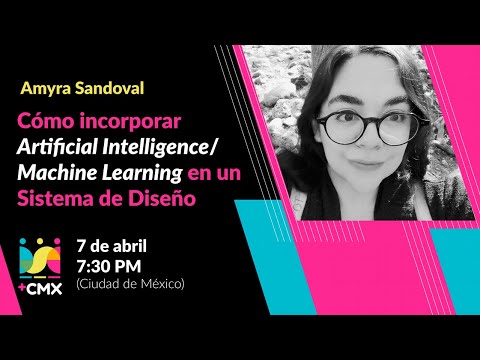 Amyra Sandoval
Cómo incorporar
Artificial Intelligence/
Machine Learning en un
Sistema de Diseño
7 de abril
7:30 PM
(Ciudad de México)
+CMX